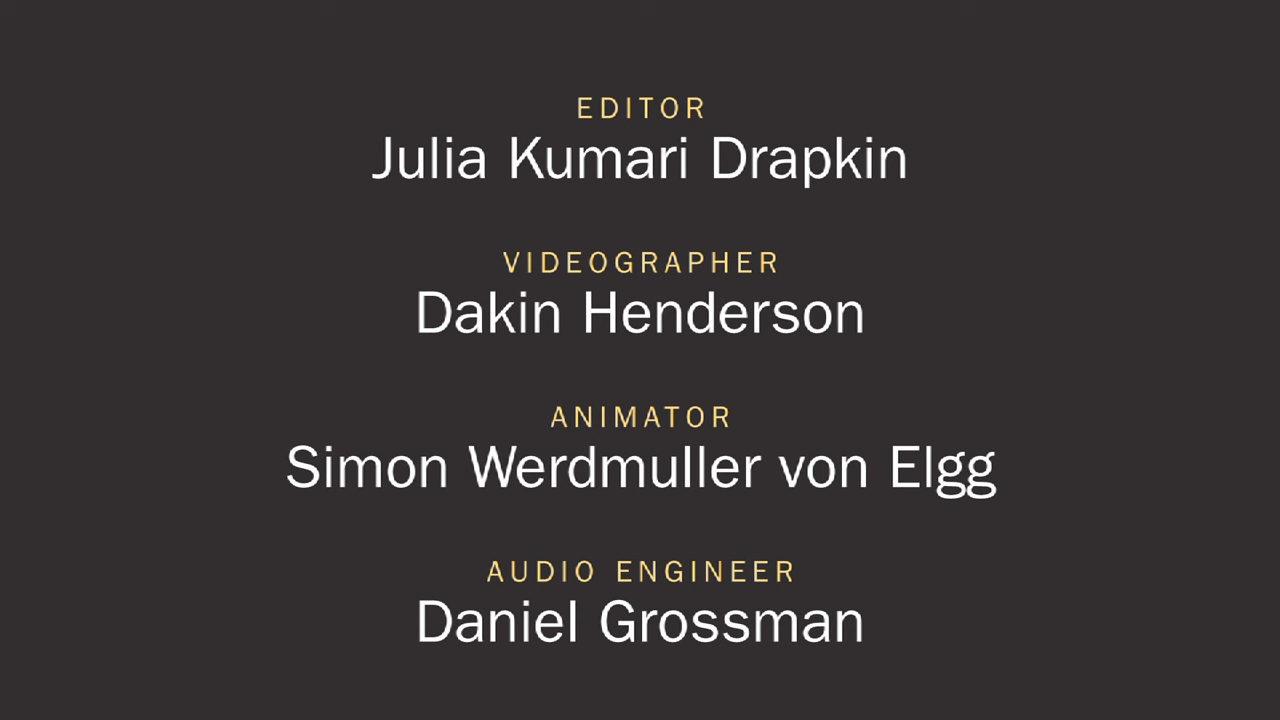 EDITOR
Julia Kumari Drapkin
VIDEOGRAPHER
Dakin Henderson
ANIMATOR
Simon Werdmuller von Elgg
AUDIO ENGINEER
Daniel Grossman